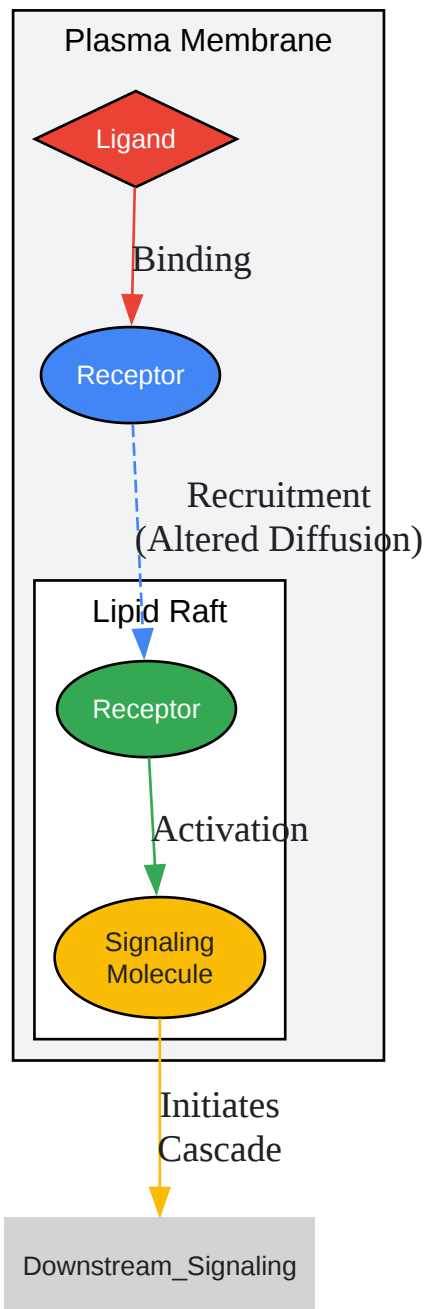 Plasma Membrane
Ligand
Binding
Receptor
Recruitment
(Altered Diffusion)
Lipid Raft
Receptor
Activation
Signaling
Molecule
Initiates
Cascade
Downstream_Signaling